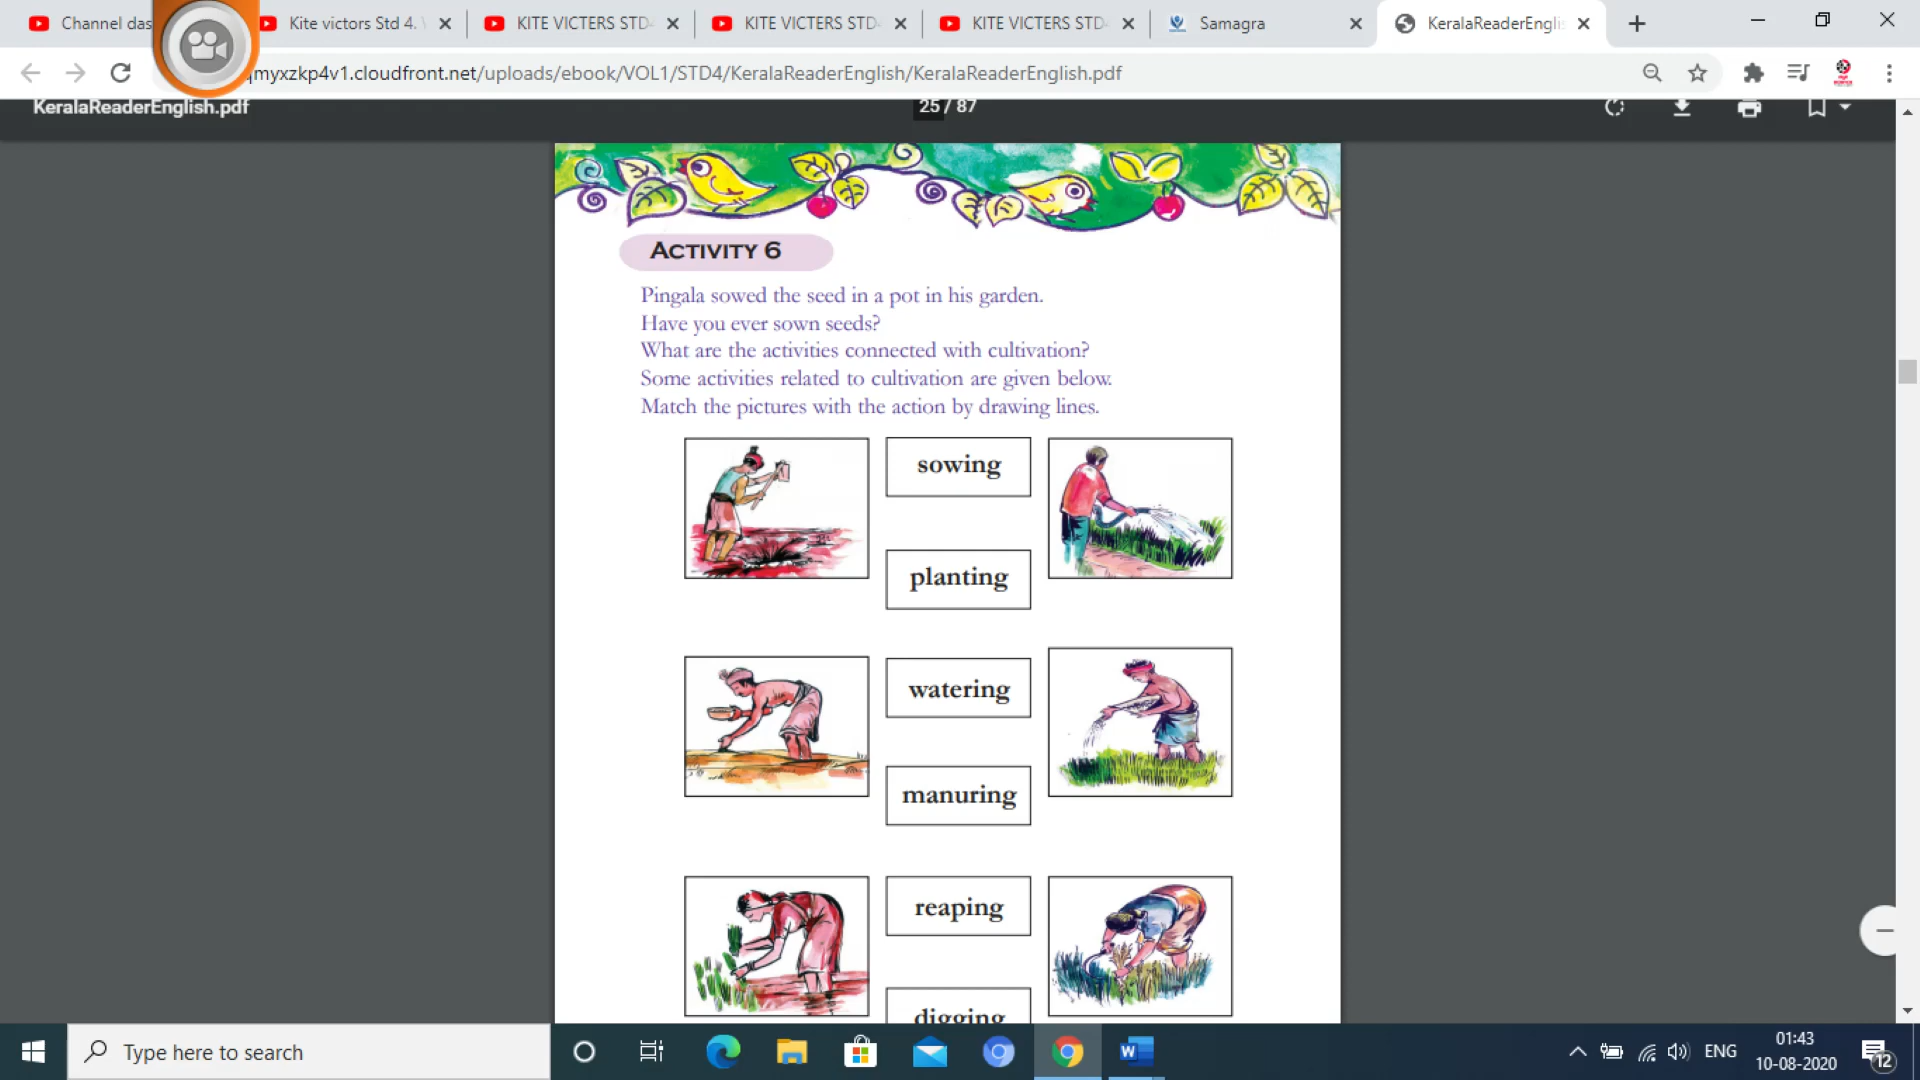 Channel das
Kite victors Std 4.
KITE VICTERS STD
KITE VICTERS STD
KITE VICTERS STD
Samagra
KeralaReaderEngli
myxzkp4v1.cloudfront.net/uploads/ebook/VOL1/STD4/KeralaReaderEnglish/KeralaReaderEnglish.pdf
KeralaReaderEnglish.pdf
25 / 87
ACTIVITY 6
Pingala sowed the seed in a pot in his garden.
Have you ever sown seeds?
What are the activities connected with cultivation?
Some activities related to cultivation are given below.
Match the pictures with the action by drawing lines.
sowing
planting
watering
manuring
reaping
digging
Type here to search
ENG
01:43
10-08-2020
12